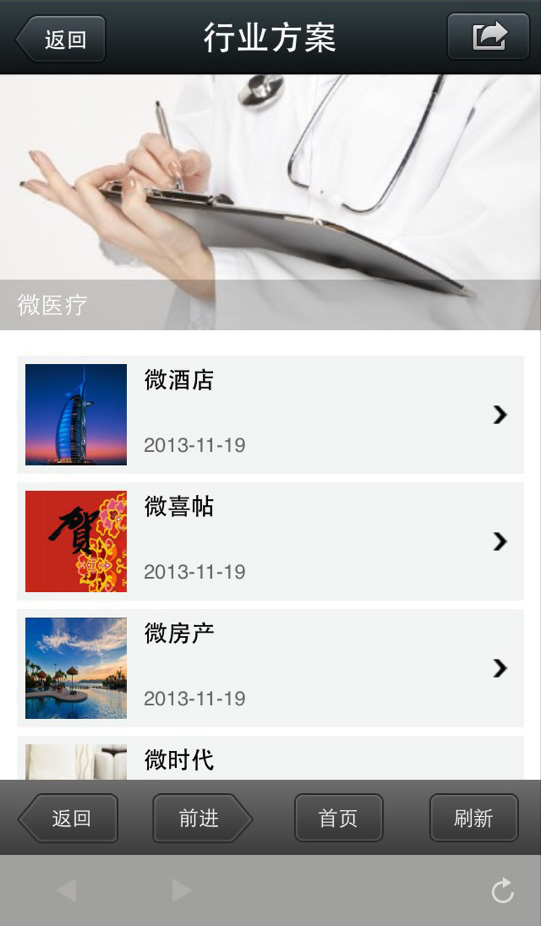 返回
行业方案
微医疗
微酒店
2013-11-19
贺
微喜帖
2013-11-19
微房产
2013-11-19
微时代
返回
前进
首页
刷新